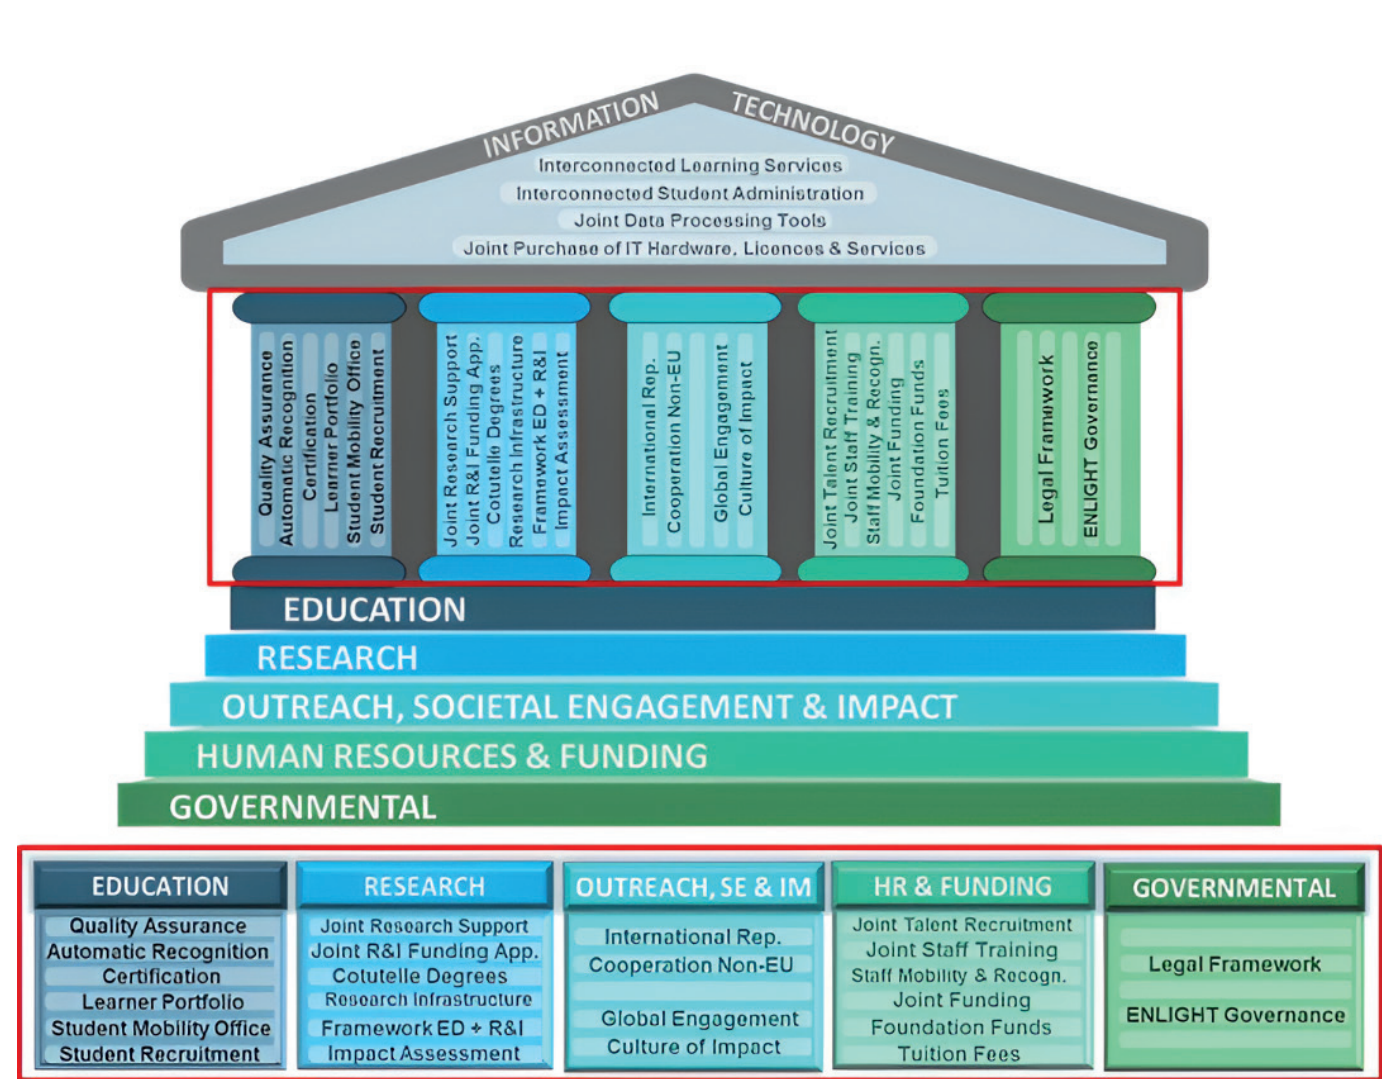 INFORMATION TECHNOLOGY
Interconnected Learning Services
Interconnected Student Administration
Joint Data Processing Tools
Joint Purchase of IT Hardware, Licences & Services
Quality Assurance
Automatic Recognition
Certification
Learner Portfolio
Student Mobility Office
Student Recruitment
Joint Research Support
Joint R&I Funding App.
Cotutelle Degrees
Research Infrastructure
Framework ED + R&I
Impact Assessment
International Rep.
Cooperation Non-EU
Global Engagement
Culture of Impact
Joint Talent Recruitment
Joint Staff Training
Staff Mobility & Recogn.
Joint Funding
Foundation Funds
Tuition Fees
Legal Framework
ENLIGHT Governance
EDUCATION
RESEARCH
OUTREACH, SOCIETAL ENGAGEMENT & IMPACT
HUMAN RESOURCES & FUNDING
GOVERNMENTAL
EDUCATION
Quality Assurance
Automatic Recognition
Certification
Learner Portfolio
Student Mobility Office
Student Recruitment
RESEARCH
Joint Research Support
Joint R&I Funding App.
Cotutelle Degrees
Research Infrastructure
Framework ED + R&I
Impact Assessment
OUTREACH, SE & IM
International Rep.
Cooperation Non-EU
Global Engagement
Culture of Impact
HR & FUNDING
Joint Talent Recruitment
Joint Staff Training
Staff Mobility & Recogn.
Joint Funding
Foundation Funds
Tuition Fees
GOVERNMENTAL
Legal Framework
ENLIGHT Governance